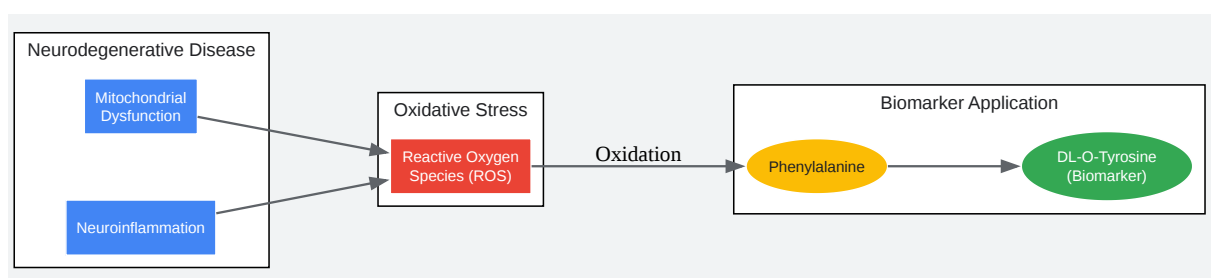 Neurodegenerative Disease
Mitochondrial
Dysfunction
Neuroinflammation
Oxidative Stress
Reactive Oxygen
Species (ROS)
Oxidation
Biomarker Application
Phenylalanine
DL-O-Tyrosine
(Biomarker)